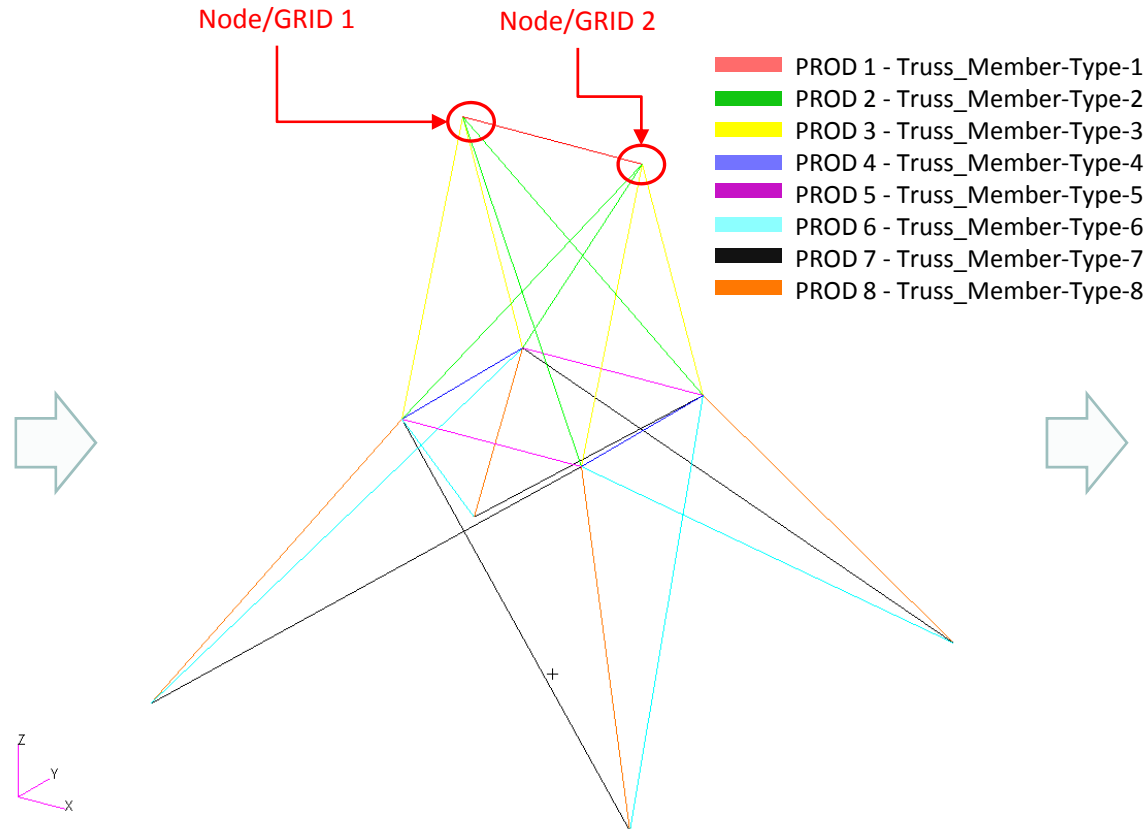 Node/GRID 1
Node/GRID 2
PROD 1 - Truss_Member-Type-1
PROD 2 - Truss_Member-Type-2
PROD 3 - Truss_Member-Type-3
PROD 4 - Truss_Member-Type-4
PROD 5 - Truss_Member-Type-5
PROD 6 - Truss_Member-Type-6
PROD 7 - Truss_Member-Type-7
PROD 8 - Truss_Member-Type-8
Z
Y
X